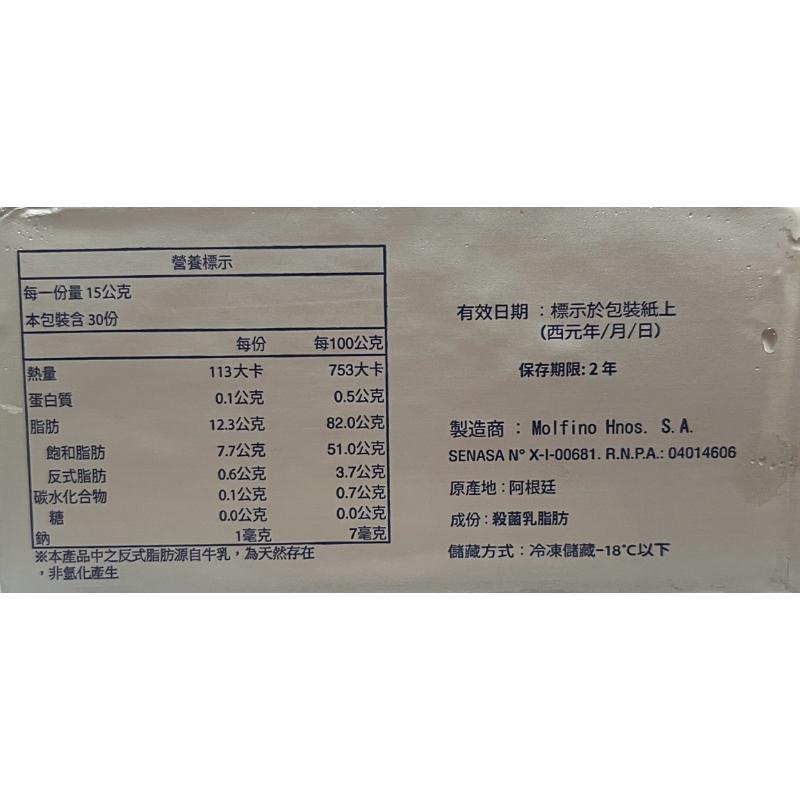 營養標示
每一份量 15公克
本包裝含 30份
每份 每100公克
熱量 113大卡 753大卡
蛋白質 0.1公克 0.5公克
脂肪 12.3公克 82.0公克
飽和脂肪 7.7公克 51.0公克
反式脂肪 0.6公克 3.7公克
碳水化合物 0.1公克 0.7公克
糖 0.0公克 0.0公克
鈉 1毫克 7毫克
※本產品中之反式脂肪源自牛乳，為天然存在
，非氫化產生
有效日期 ：標示於包裝紙上
(西元年/月/日)
保存期限: 2 年
製造商 ： Molfino Hnos. S.A.
SENASA N° X-I-00681. R.N.P.A.: 04014606
原產地：阿根廷
成份：殺菌乳脂肪
儲藏方式：冷凍儲藏-18°C以下